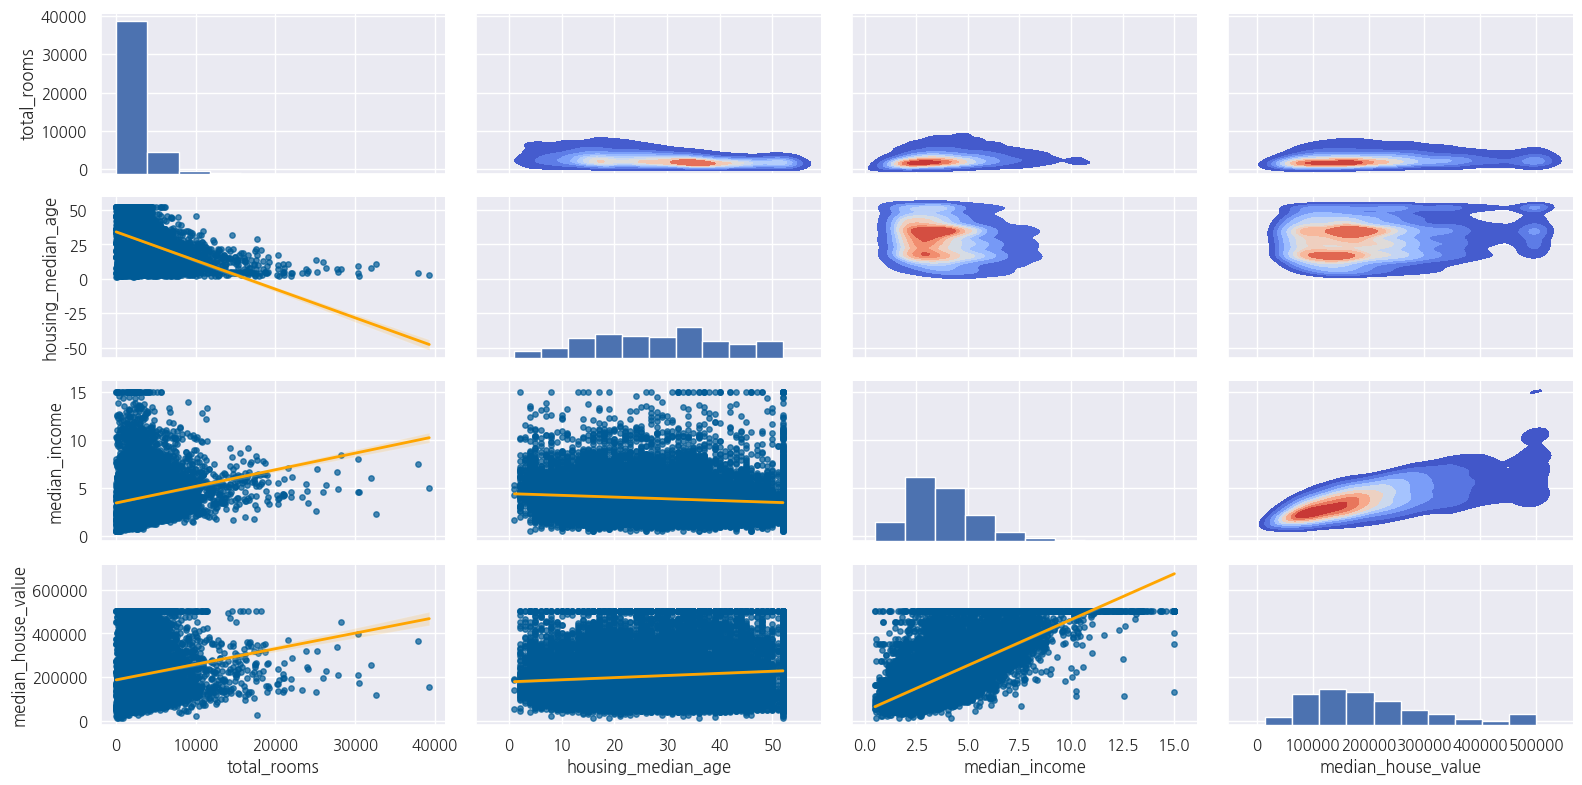 40000
30000
20000
10000
0
total_rooms
50
25
0
-25
-50
housing_median_age
15
10
5
0
median_income
600000
400000
200000
0
median_house_value
0 10000 20000 30000 40000
total_rooms
0 10 20 30 40 50
housing_median_age
0.0 2.5 5.0 7.5 10.0 12.5 15.0
median_income
0 100000 200000 300000 400000 500000
median_house_value